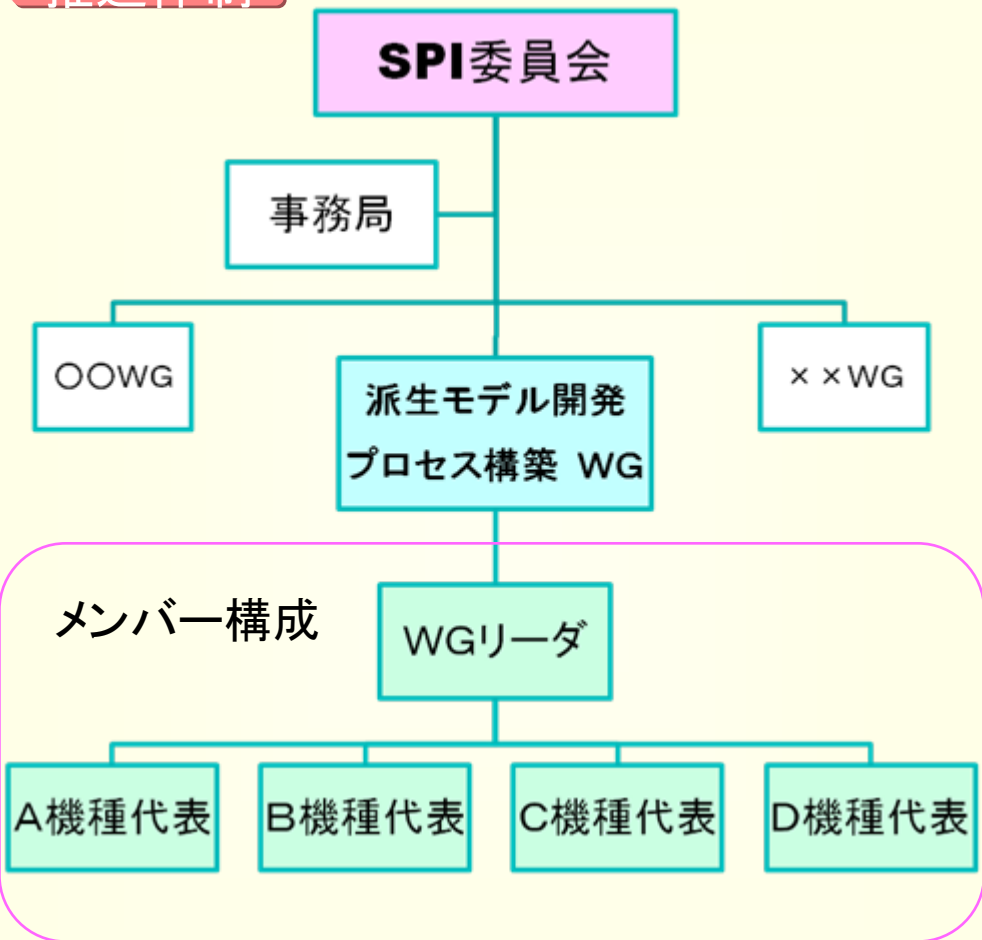 SPI委員会
事務局
〇〇WG
派生モデル開発
プロセス構築 WG
××WG
メンバー構成
WGリーダ
A機種代表
B機種代表
C機種代表
D機種代表